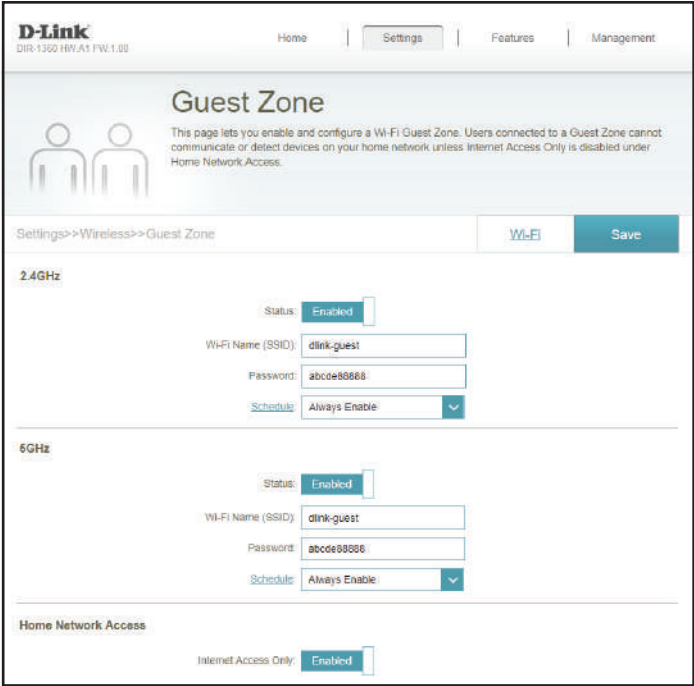 D-Link
DIR-1360 HW:A1 FW:1.00
Home | Settings | Features | Management
Guest Zone
This page lets you enable and configure a Wi-Fi Guest Zone. Users connected to a Guest Zone cannot
communicate or detect devices on your home network unless Internet Access Only is disabled under
Home Network Access.
Settings>>Wireless>>Guest Zone
Wi-Fi
Save
2.4GHz
Status: Enabled
Wi-Fi Name (SSID): dlink-guest
Password: abcde88888
Schedule: Always Enable
5GHz
Status: Enabled
Wi-Fi Name (SSID): dlink-guest
Password: abcde88888
Schedule: Always Enable
Home Network Access
Internet Access Only: Enabled